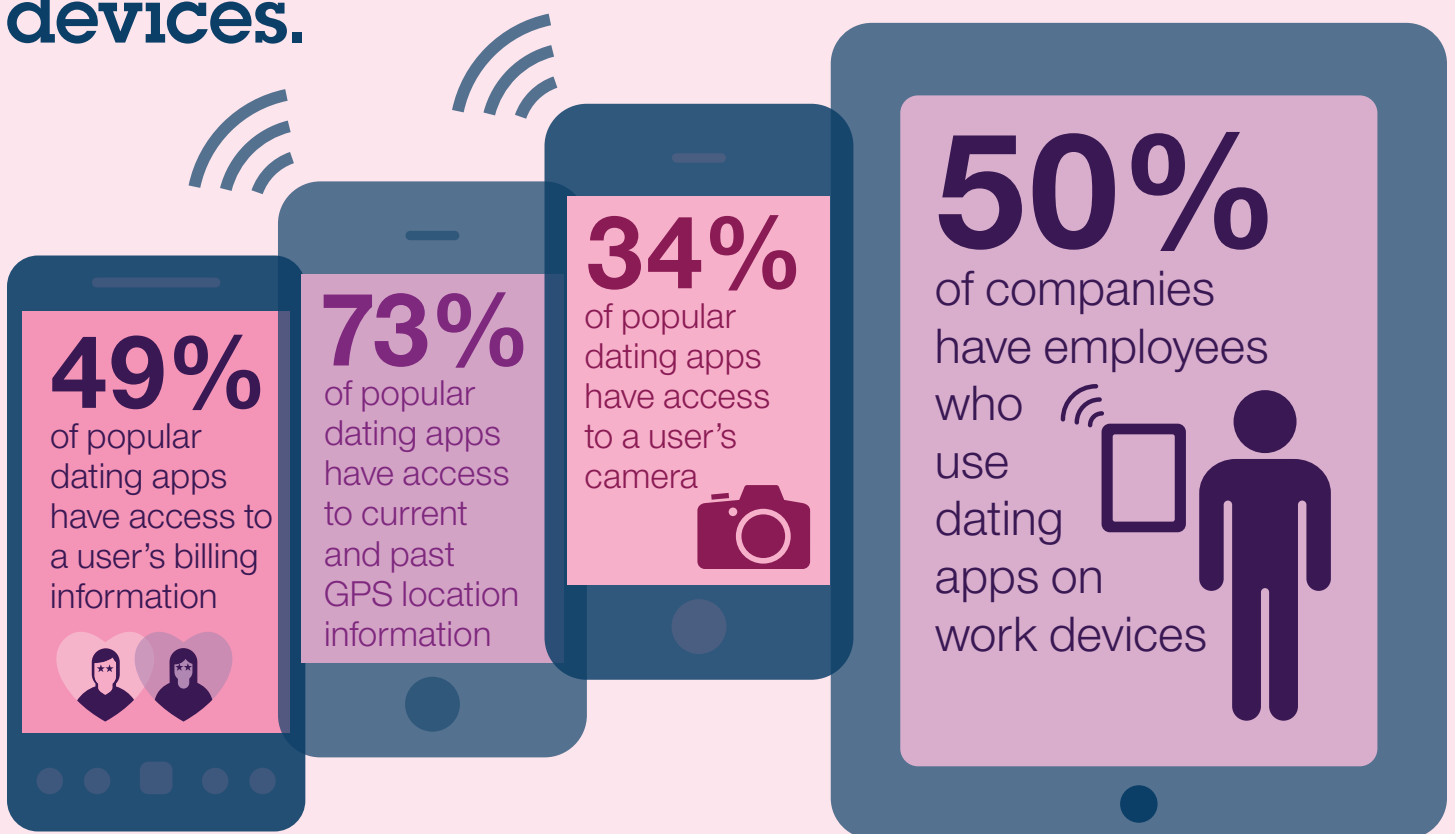 devices.
49%
of popular
dating apps
have access to
a user's billing
information
73%
of popular
dating apps
have access
to current
and past
GPS location
information
34%
of popular
dating apps
have access
to a user's
camera
50%
of companies
have employees
who
use
dating
apps on
work devices